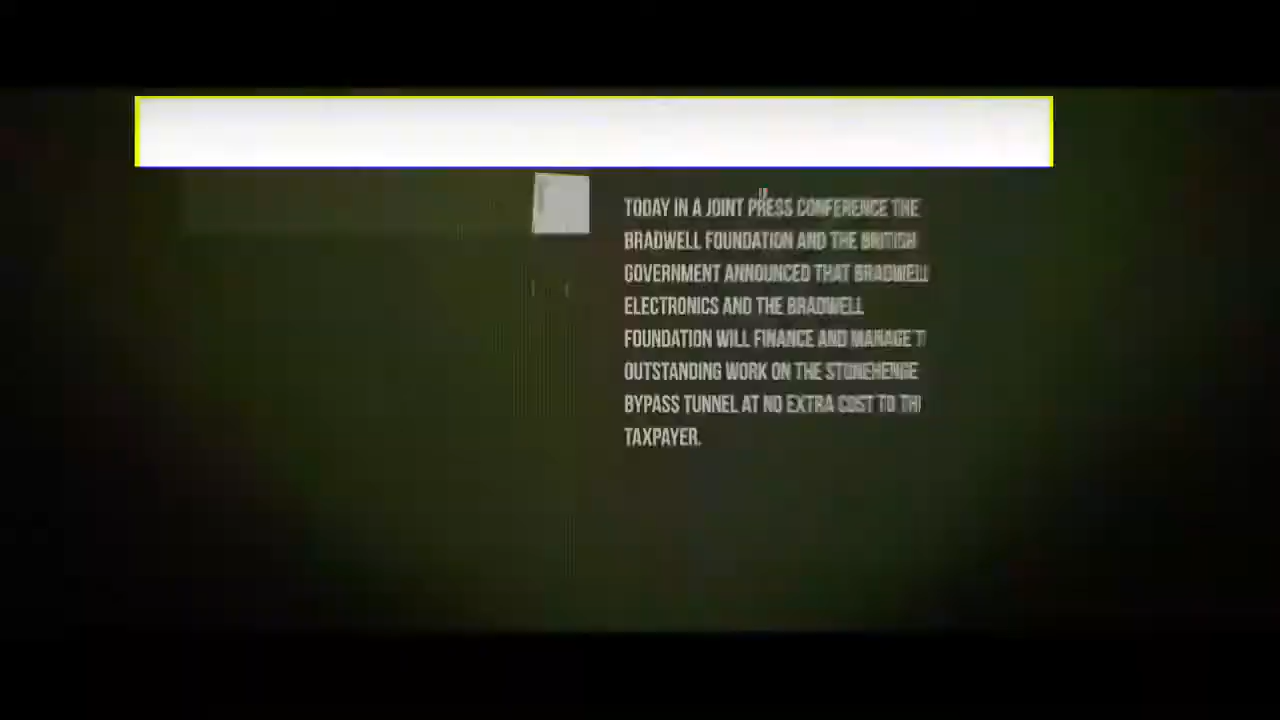 TODAY IN A JOINT PRESS CONFERENCE THE
BRADWELL FOUNDATION AND THE BRITISH
GOVERNMENT ANNOUNCED THAT BRADWELL
ELECTRONICS AND THE BRADWELL
FOUNDATION WILL FINANCE AND MANAGE
OUTSTANDING WORK ON THE STONEHENGE
BYPASS TUNNEL AT NO EXTRA COST TO
TAXPAYER.